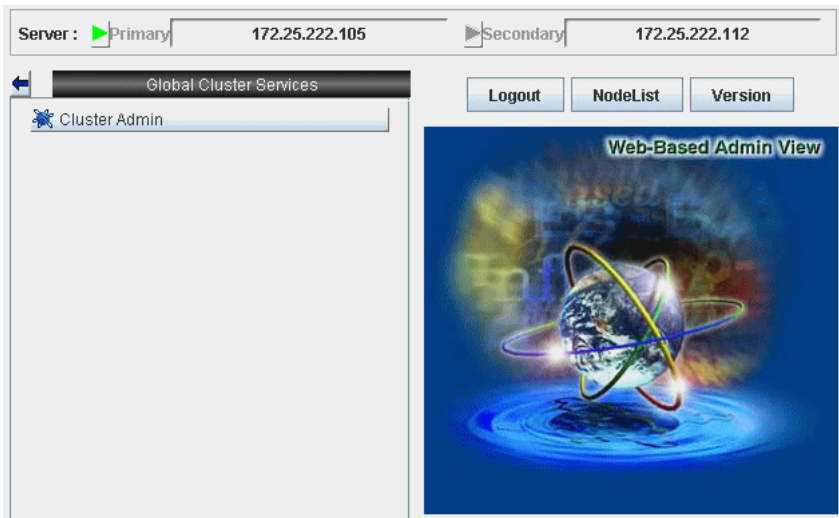 Server : Primary 172.25.222.105 Secondary 172.25.222.112
Global Cluster Services
Logout NodeList Version
Cluster Admin
Web-Based Admin View